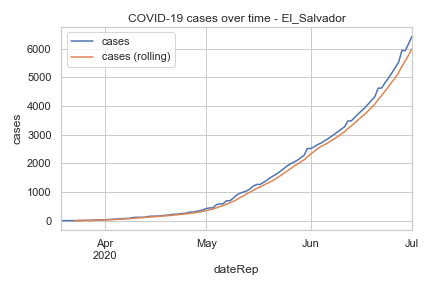 COVID-19 cases over time - El_Salvador
cases
cases (rolling)
6000
5000
4000
3000
2000
1000
0
cases
Apr
2020
May
Jun
Jul
dateRep